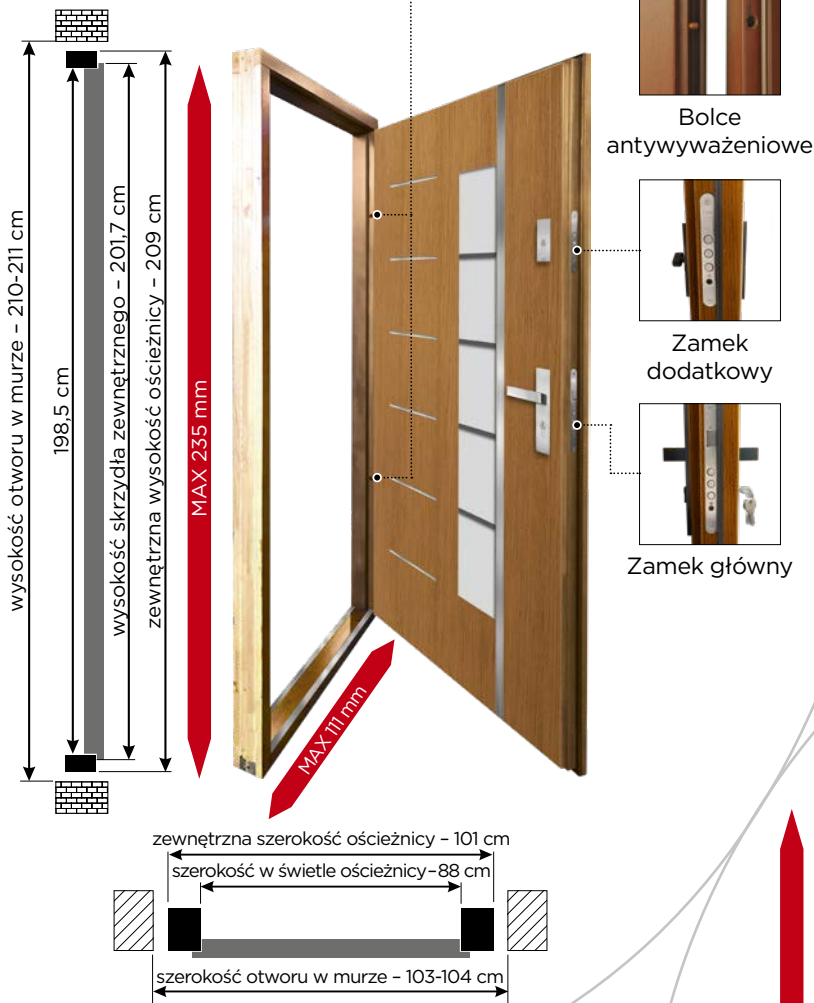 wysokość otworu w murze - 210-211 cm
198,5 cm
wysokość skrzydła zewnętrznego - 201,7 cm
zewnętrzna wysokość ościeżnicy - 209 cm
MAX 235 mm
MAX 111 mm
Bolce
antywyważeniowe
Zamek
dodatkowy
Zamek główny
zewnętrzna szerokość ościeżnicy – 101 cm
szerokość w świetle ościeżnicy–88 cm
szerokość otworu w murze – 103-104 cm